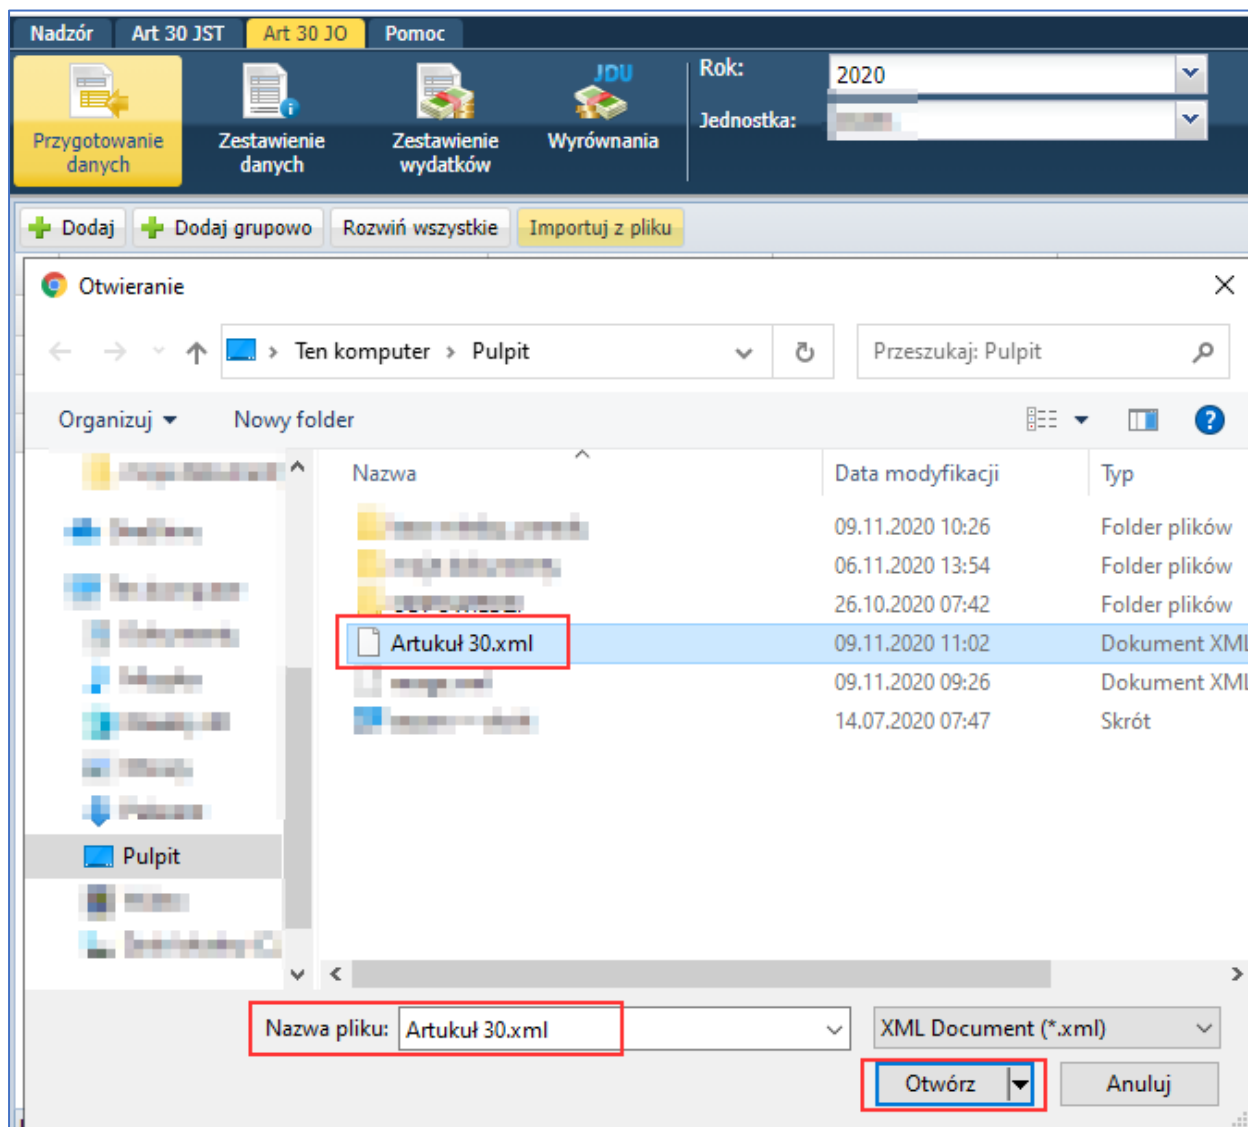 Nadzór Art 30 JST Art 30 JO Pomoc
JDU
Rok: 2020
Jednostka:
Przygotowanie danych
Zestawienie danych
Zestawienie wydatków
Wyrównania
Dodaj Dodaj grupowo Rozwiń wszystkie Importuj z pliku
Otwieranie
Ten komputer › Pulpit Przeszukaj: Pulpit
Organizuj Nowy folder
Nazwa Data modyfikacji Typ
09.11.2020 10:26 Folder plików
06.11.2020 13:54 Folder plików
26.10.2020 07:42 Folder plików
Artukuł 30.xml 09.11.2020 11:02 Dokument XML
09.11.2020 09:26 Dokument XML
14.07.2020 07:47 Skrót
Pulpit
Nazwa pliku: Artukuł 30.xml XML Document (*.xml)
Otwórz Anuluj